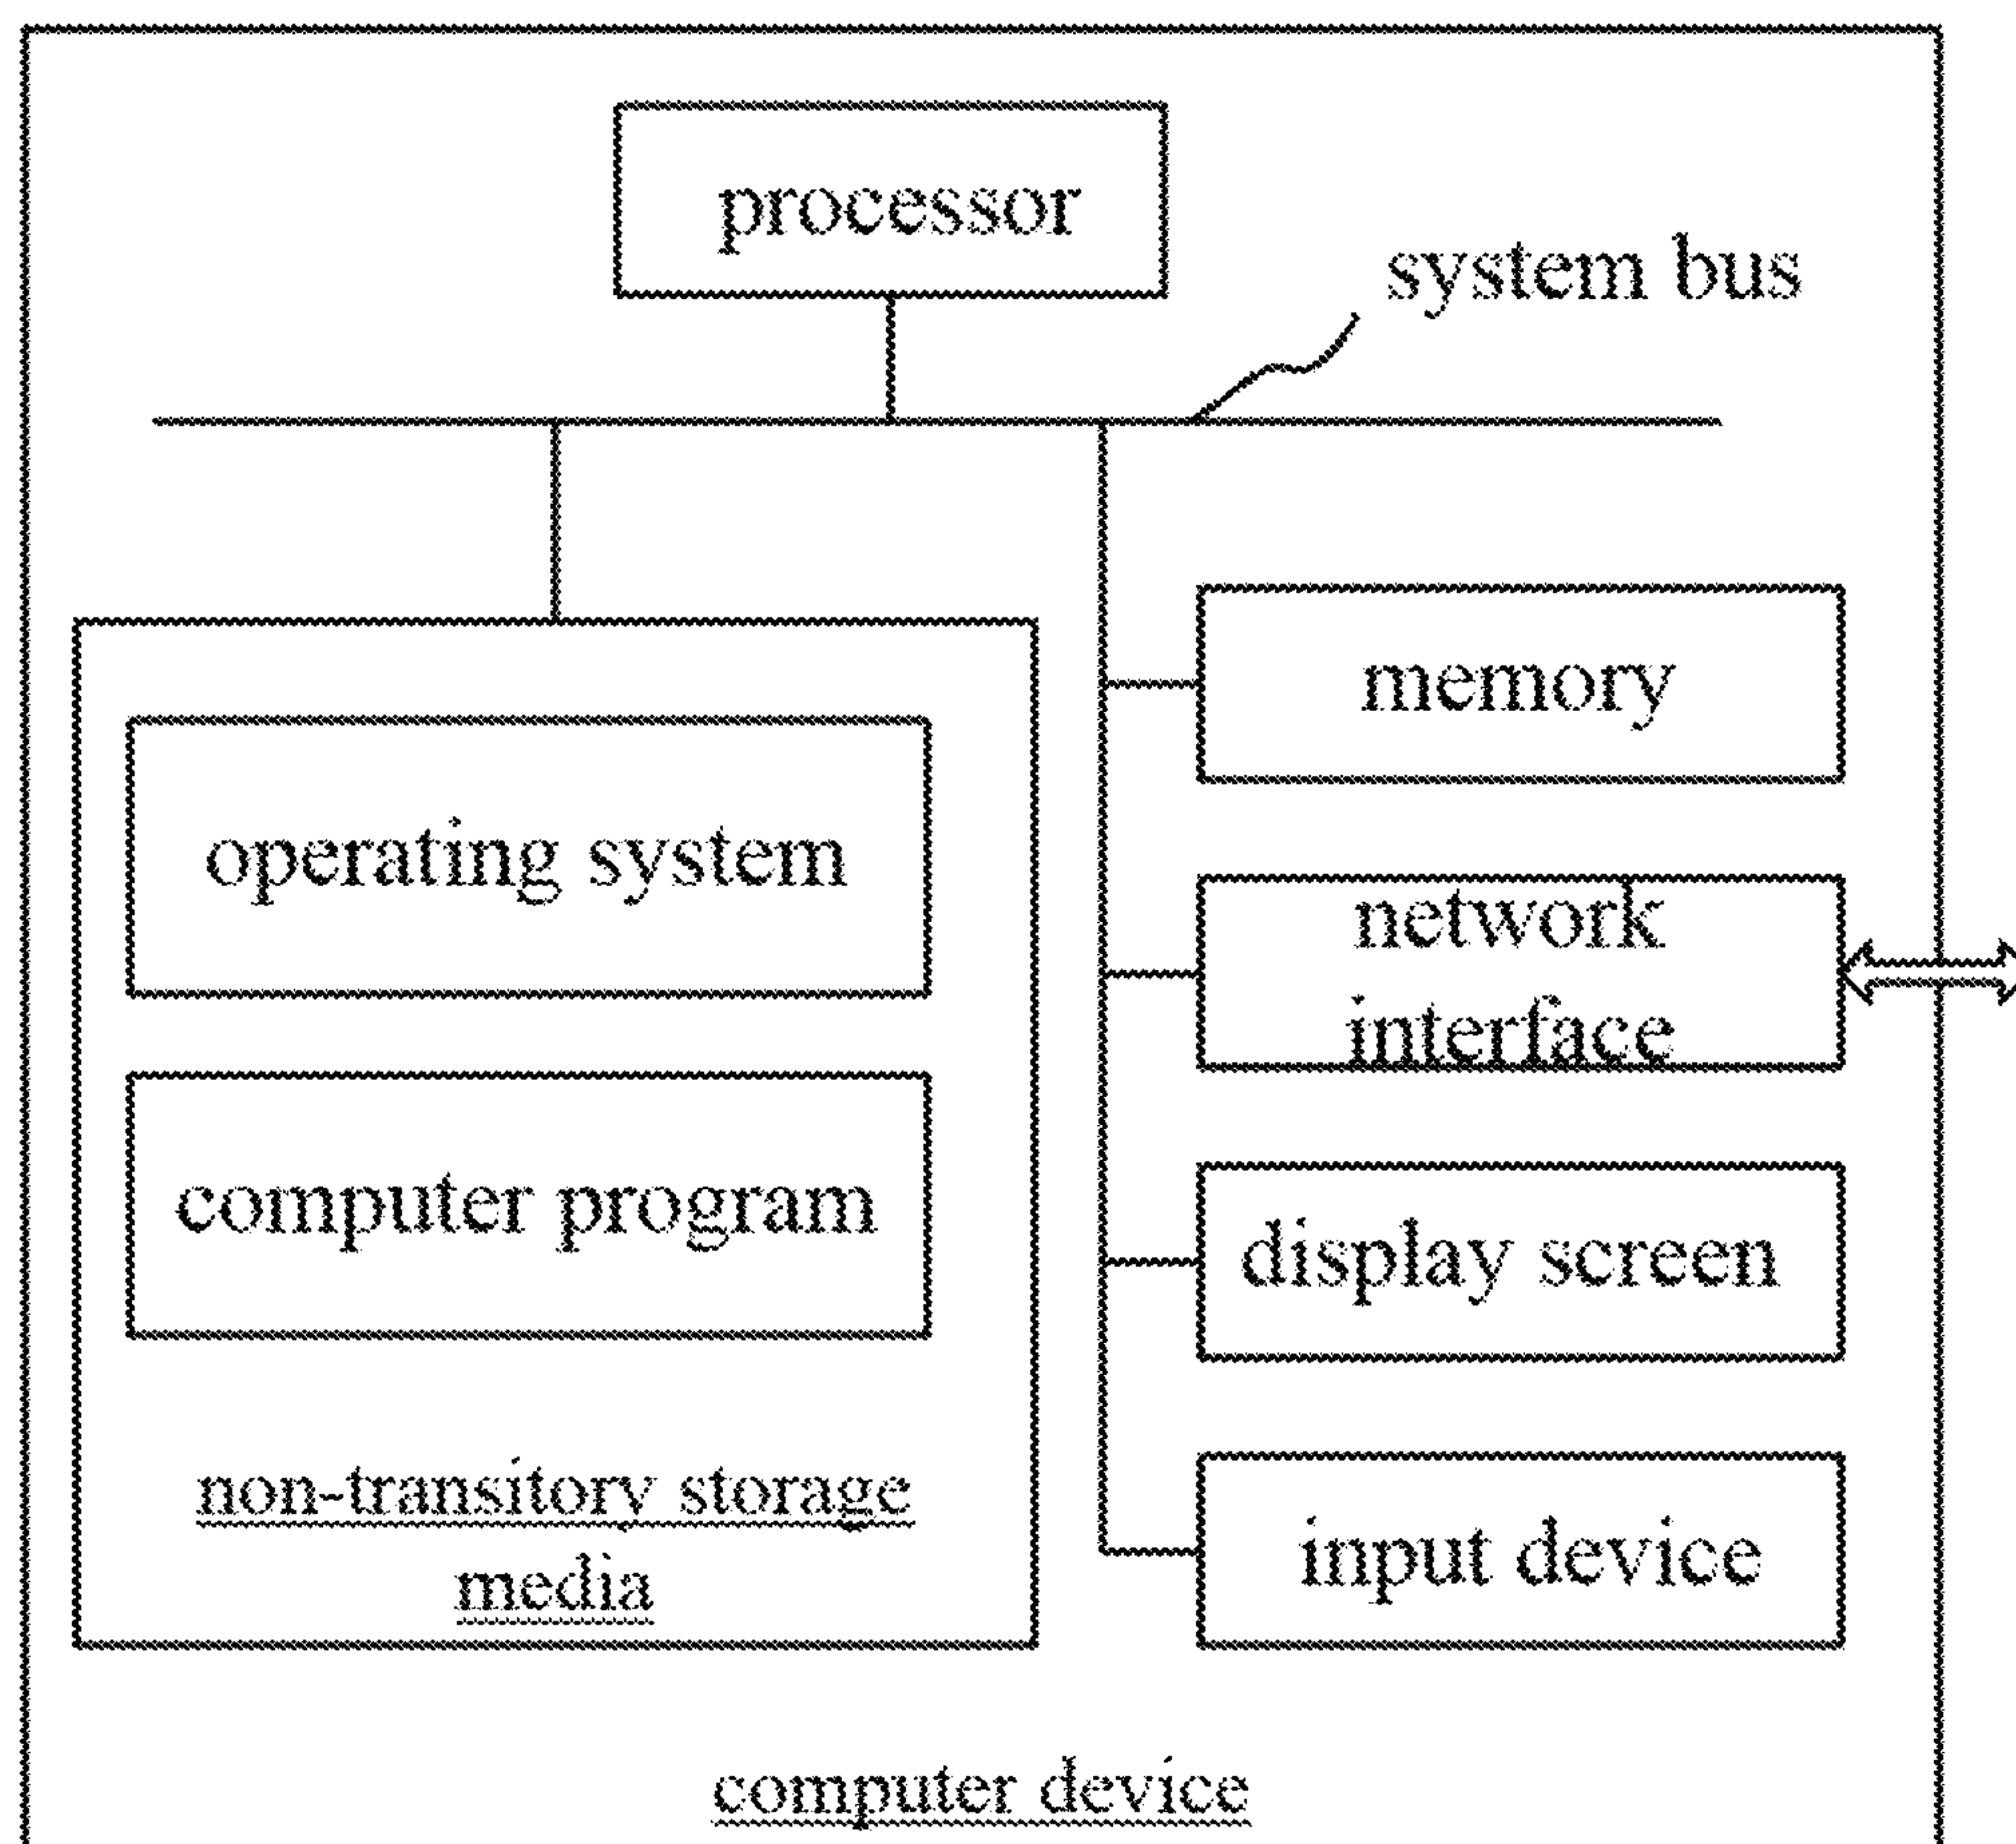 processor
system bus
memory
operating system
network
interface
computer program
display screen
non-transitory storage
media
input device
computer device